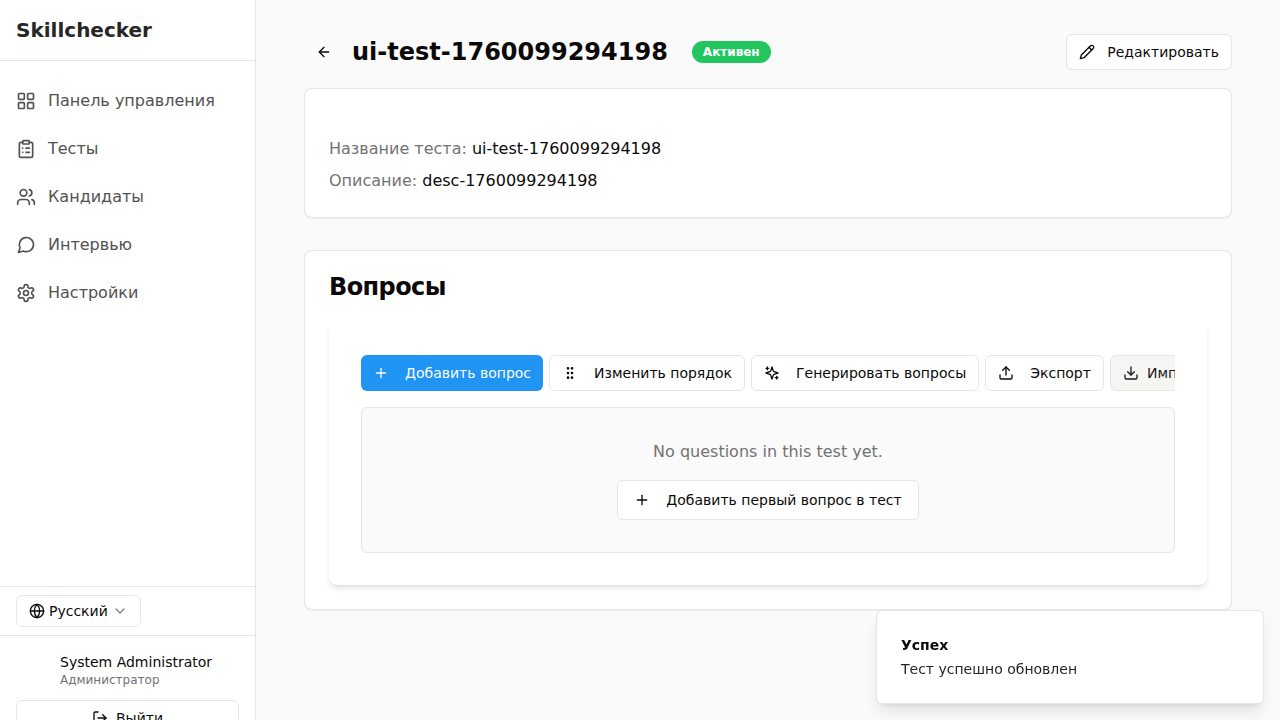 Skillchecker
Панель управления
Тесты
Кандидаты
Интервью
Настройки
Русский
System Administrator
Администратор
Выйти
ui-test-1760099294198
Активен
Редактировать
Название теста: ui-test-1760099294198
Описание: desc-1760099294198
Вопросы
Добавить вопрос
Изменить порядок
Генерировать вопросы
Экспорт
Имп
No questions in this test yet.
Добавить первый вопрос в тест
Успех
Тест успешно обновлен